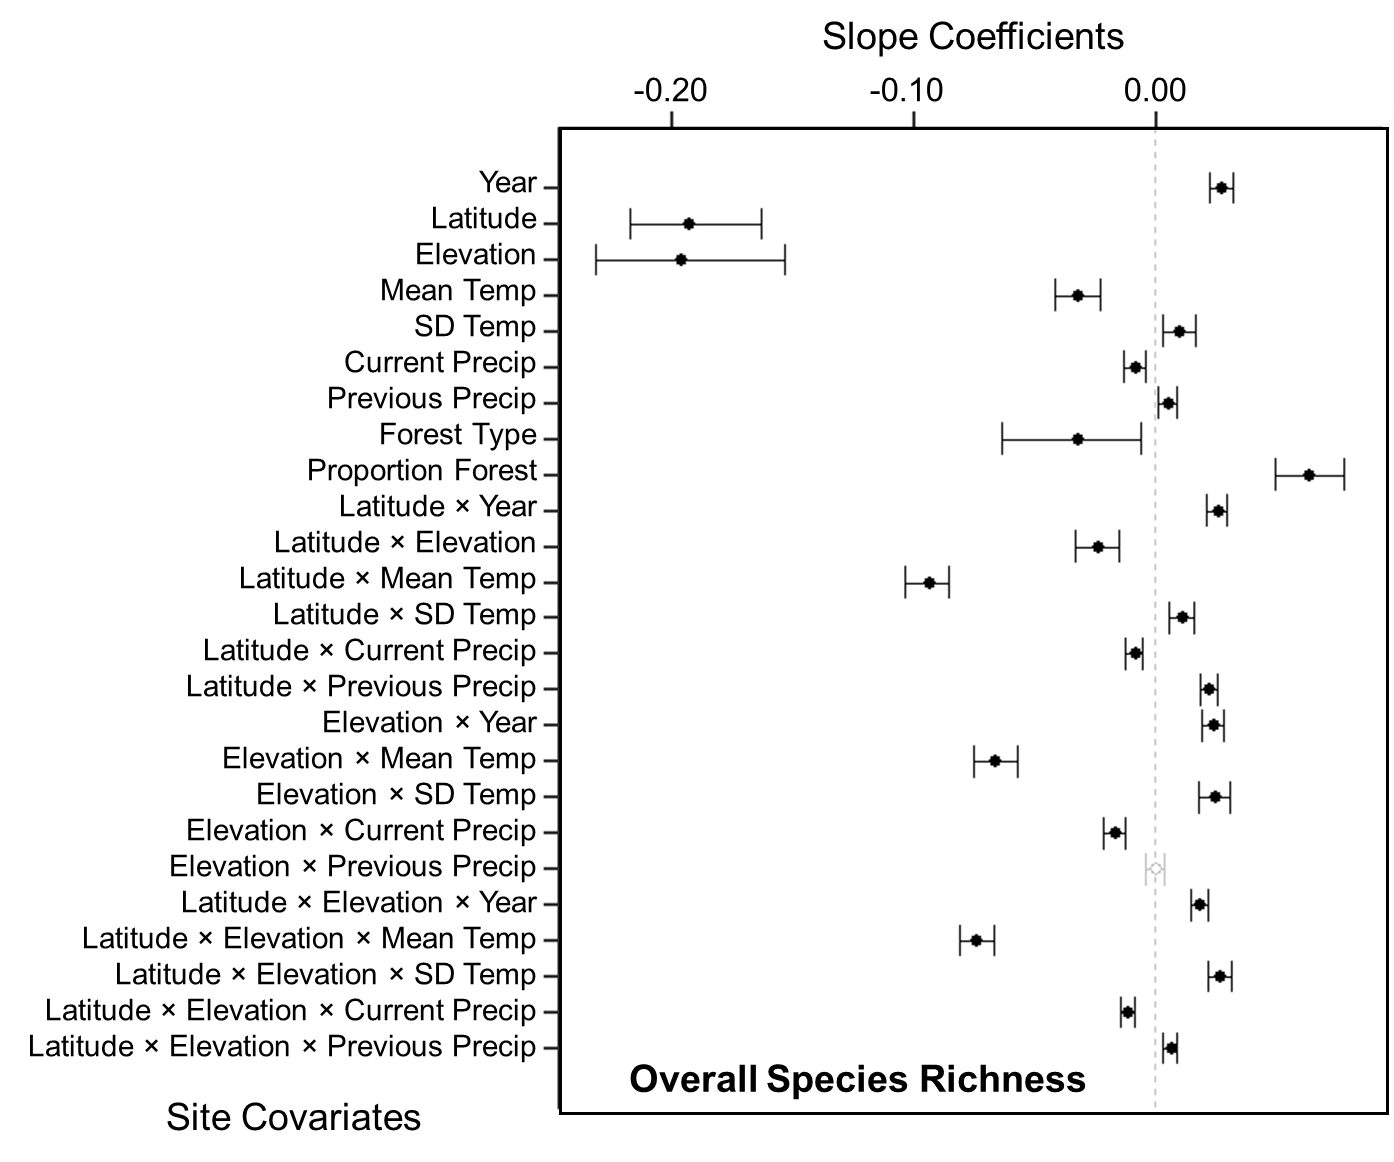 Slope Coefficients
-0.20 -0.10 0.00
Year
Latitude
Elevation
Mean Temp
SD Temp
Current Precip
Previous Precip
Forest Type
Proportion Forest
Latitude × Year
Latitude × Elevation
Latitude × Mean Temp
Latitude × SD Temp
Latitude × Current Precip
Latitude × Previous Precip
Elevation × Year
Elevation × Mean Temp
Elevation × SD Temp
Elevation × Current Precip
Elevation × Previous Precip
Latitude × Elevation × Year
Latitude × Elevation × Mean Temp
Latitude × Elevation × SD Temp
Latitude × Elevation × Current Precip
Latitude × Elevation × Previous Precip
Overall Species Richness
Site Covariates